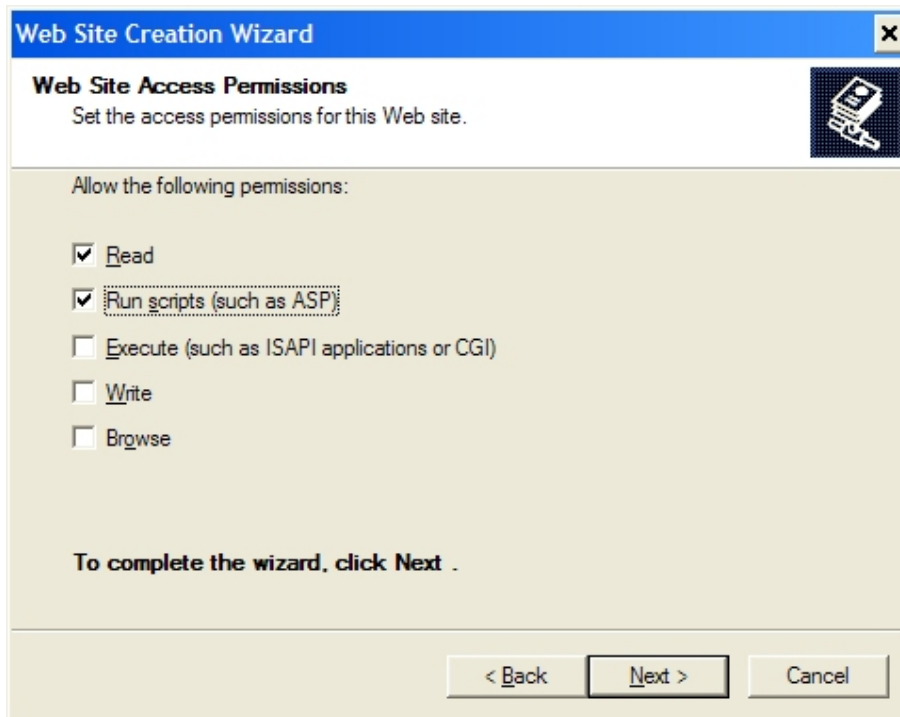 Web Site Creation Wizard
Web Site Access Permissions
Set the access permissions for this Web site.
Allow the following permissions:
Read
Run scripts (such as ASP)
Execute (such as ISAPI applications or CGI)
Write
Browse
To complete the wizard, click Next .
< Back Next > Cancel